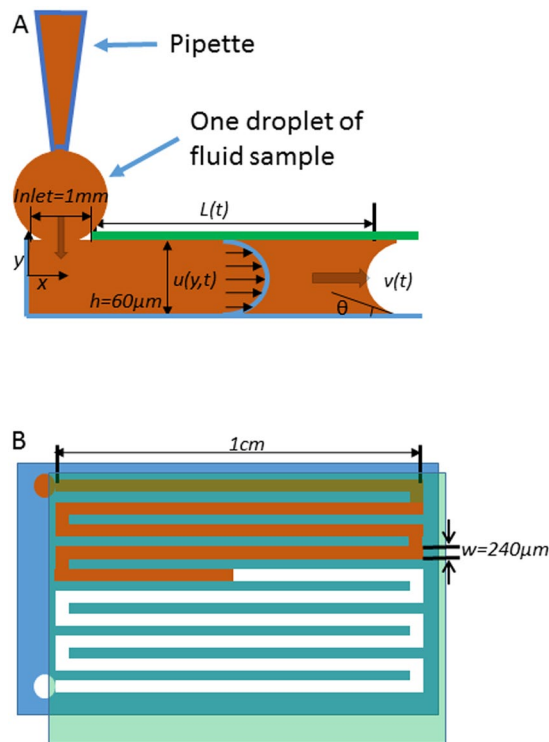 A
Pipette
One droplet of
fluid sample
Inlet=1mm
L(t)
y
x
u(y,t)
v(t)
h=60μm
θ
B
1cm
w=240μm